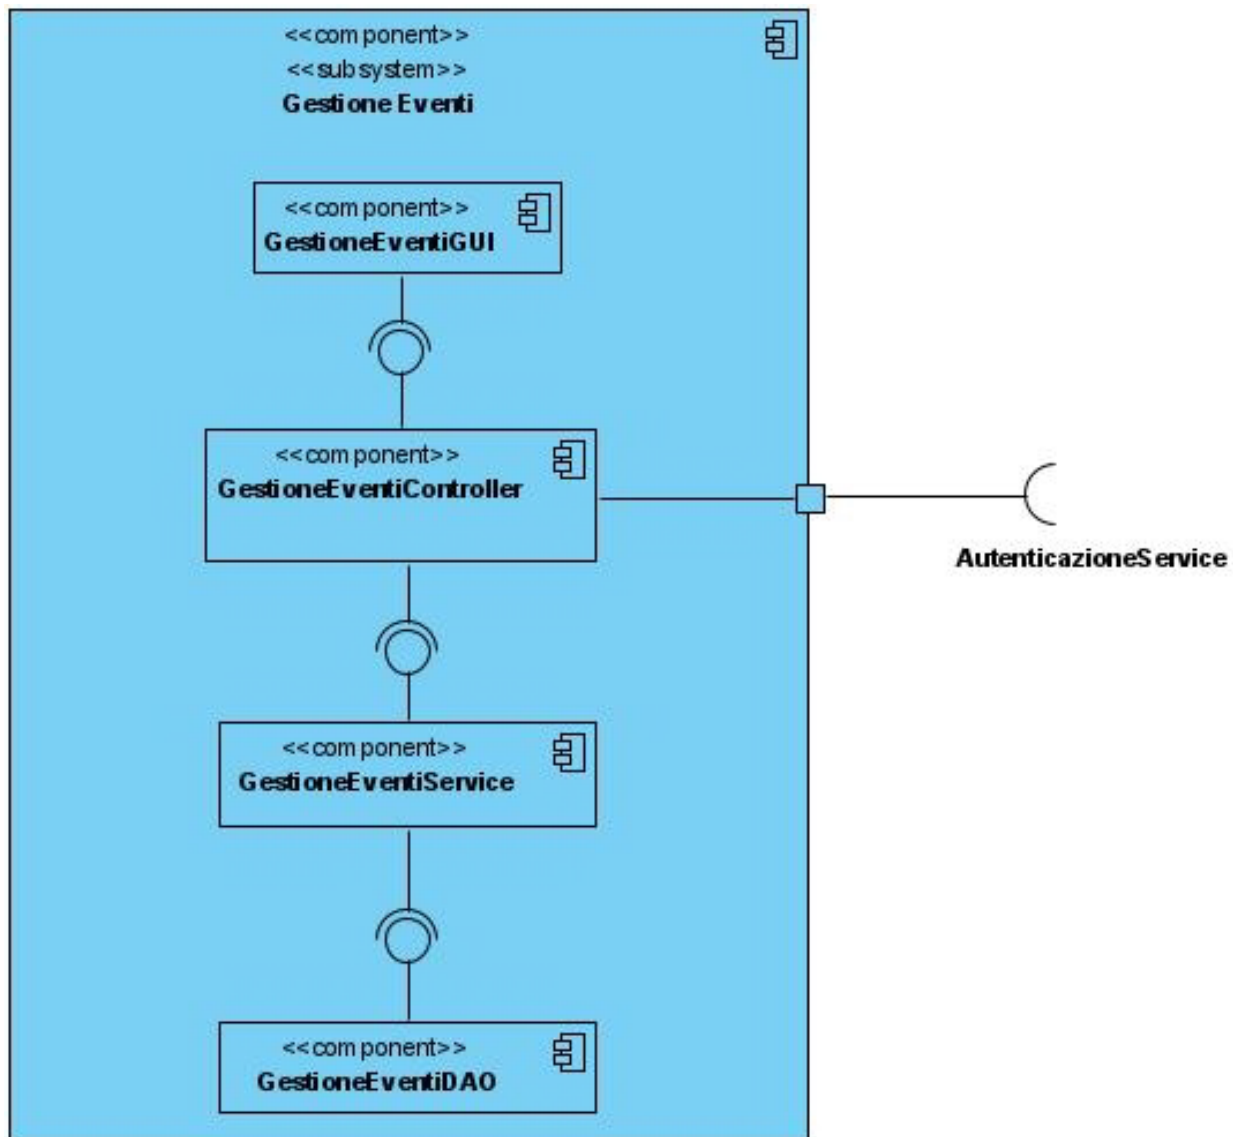 <<component>>
<<subsystem>>
Gestione Eventi
<<component>>
GestioneEventiGUI
<<component>>
GestioneEventiController
AutenticazioneService
<<component>>
GestioneEventiService
<<component>>
GestioneEventiDAO